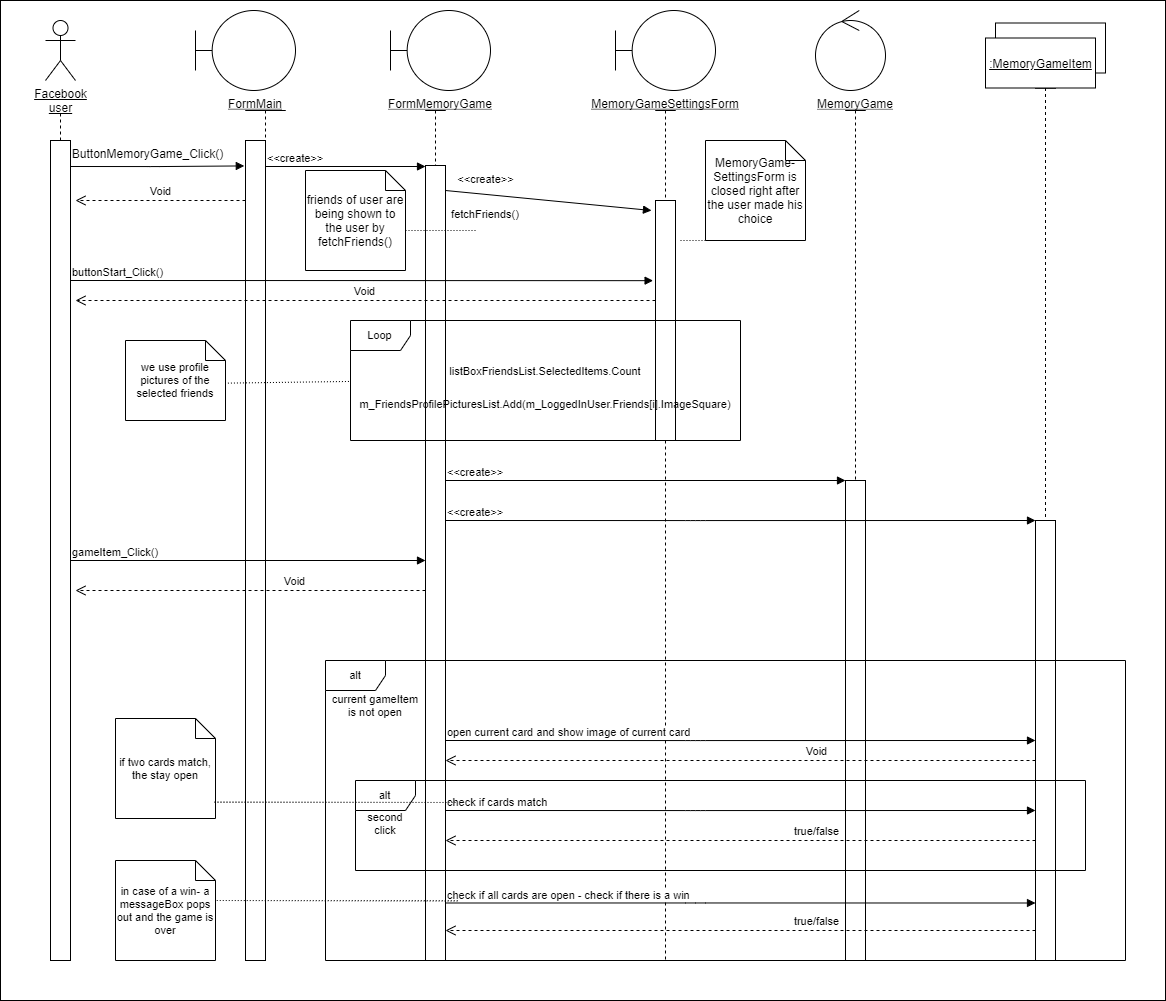 Facebook
user
FormMain
FormMemoryGame
MemoryGameSettingsForm
MemoryGame
:MemoryGameItem
ButtonMemoryGame_Click()
<<create>>
Void
friends of user are
being shown to
the user by
fetchFriends()
<<create>>
fetchFriends()
MemoryGame-
SettingsForm is
closed right after
the user made his
choice
buttonStart_Click()
Void
Loop
we use profile
pictures of the
selected friends
listBoxFriendsList.SelectedItems.Count
m_FriendsProfilePicturesList.Add(m_LoggedInUser.Friends[i].ImageSquare)
<<create>>
<<create>>
gameItem_Click()
Void
alt
current gameItem
is not open
open current card and show image of current card
Void
if two cards match,
the stay open
alt
second
click
check if cards match
true/false
in case of a win- a
messageBox pops
out and the game is
over
check if all cards are open - check if there is a win
true/false